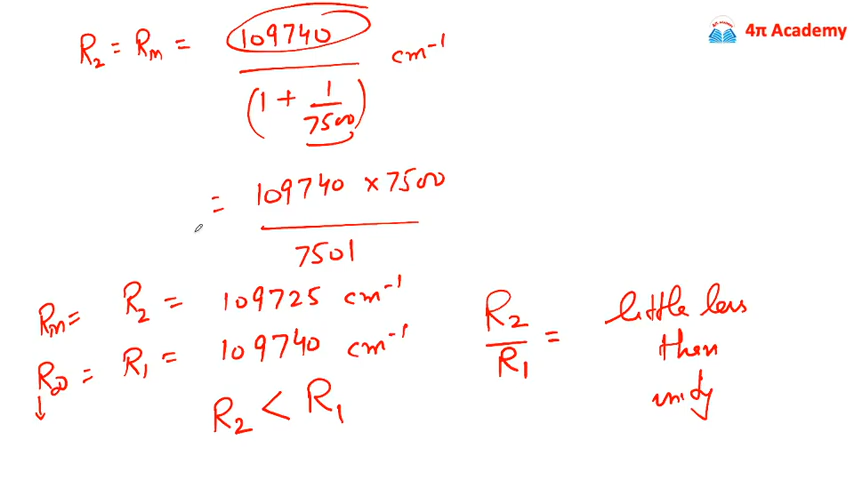 4π Academy
R₂ = Rₘ = 109740 / (1 + 1/7500) cm⁻¹
= 109740 × 7500 / 7501
Rₘ = R₂ = 109725 cm⁻¹
R∞ = R₁ = 109740 cm⁻¹
R₂ < R₁
R₂/R₁ = little less
then
unity